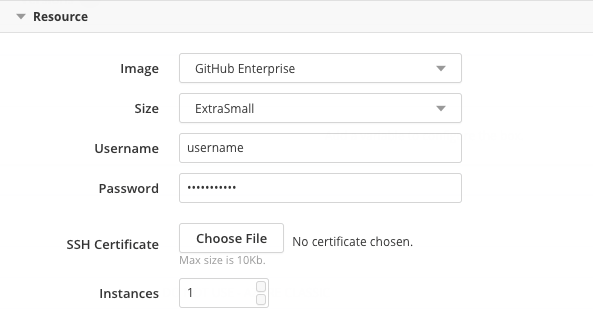 Resource
Image GitHub Enterprise
Size ExtraSmall
Username username
Password •••••••••••
SSH Certificate Choose File No certificate chosen.
Max size is 10Kb.
Instances 1